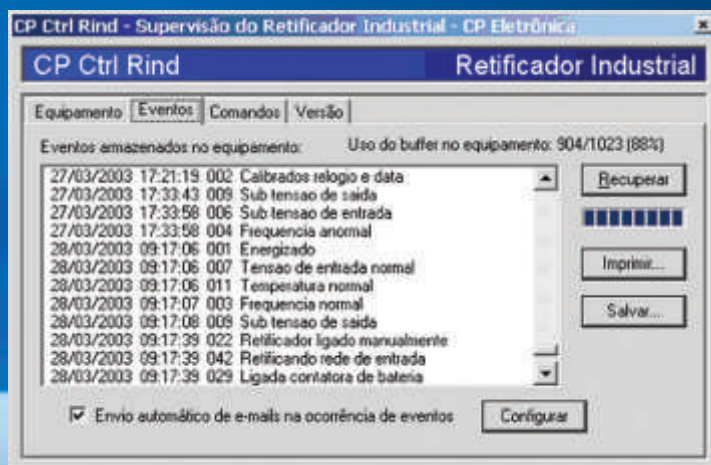 CP Ctrl Rind - Supervisão do Retificador Industrial - CP Eletrônica
CP Ctrl Rind Retificador Industrial
Equipamento Eventos Comandos Versão
Eventos armazenados no equipamento: Uso do buffer no equipamento: 904/1023 (88%)
27/03/2003 17:21:19 002 Calibrados relogio e data
27/03/2003 17:33:43 009 Sub tensao de saida
27/03/2003 17:33:58 006 Sub tensao de entrada
27/03/2003 17:33:58 004 Frequencia anormal
28/03/2003 09:17:06 001 Energizado
28/03/2003 09:17:06 007 Tensao de entrada normal
28/03/2003 09:17:06 011 Temperatura normal
28/03/2003 09:17:07 003 Frequencia normal
28/03/2003 09:17:08 009 Sub tensao de saida
28/03/2003 09:17:39 022 Retificador ligado manualmente
28/03/2003 09:17:39 042 Retificando rede de entrada
28/03/2003 09:17:39 029 Ligada contatora de bateria
Recuperar
Imprimir...
Salvar...
Envio automático de e-mails na ocorrência de eventos Configurar